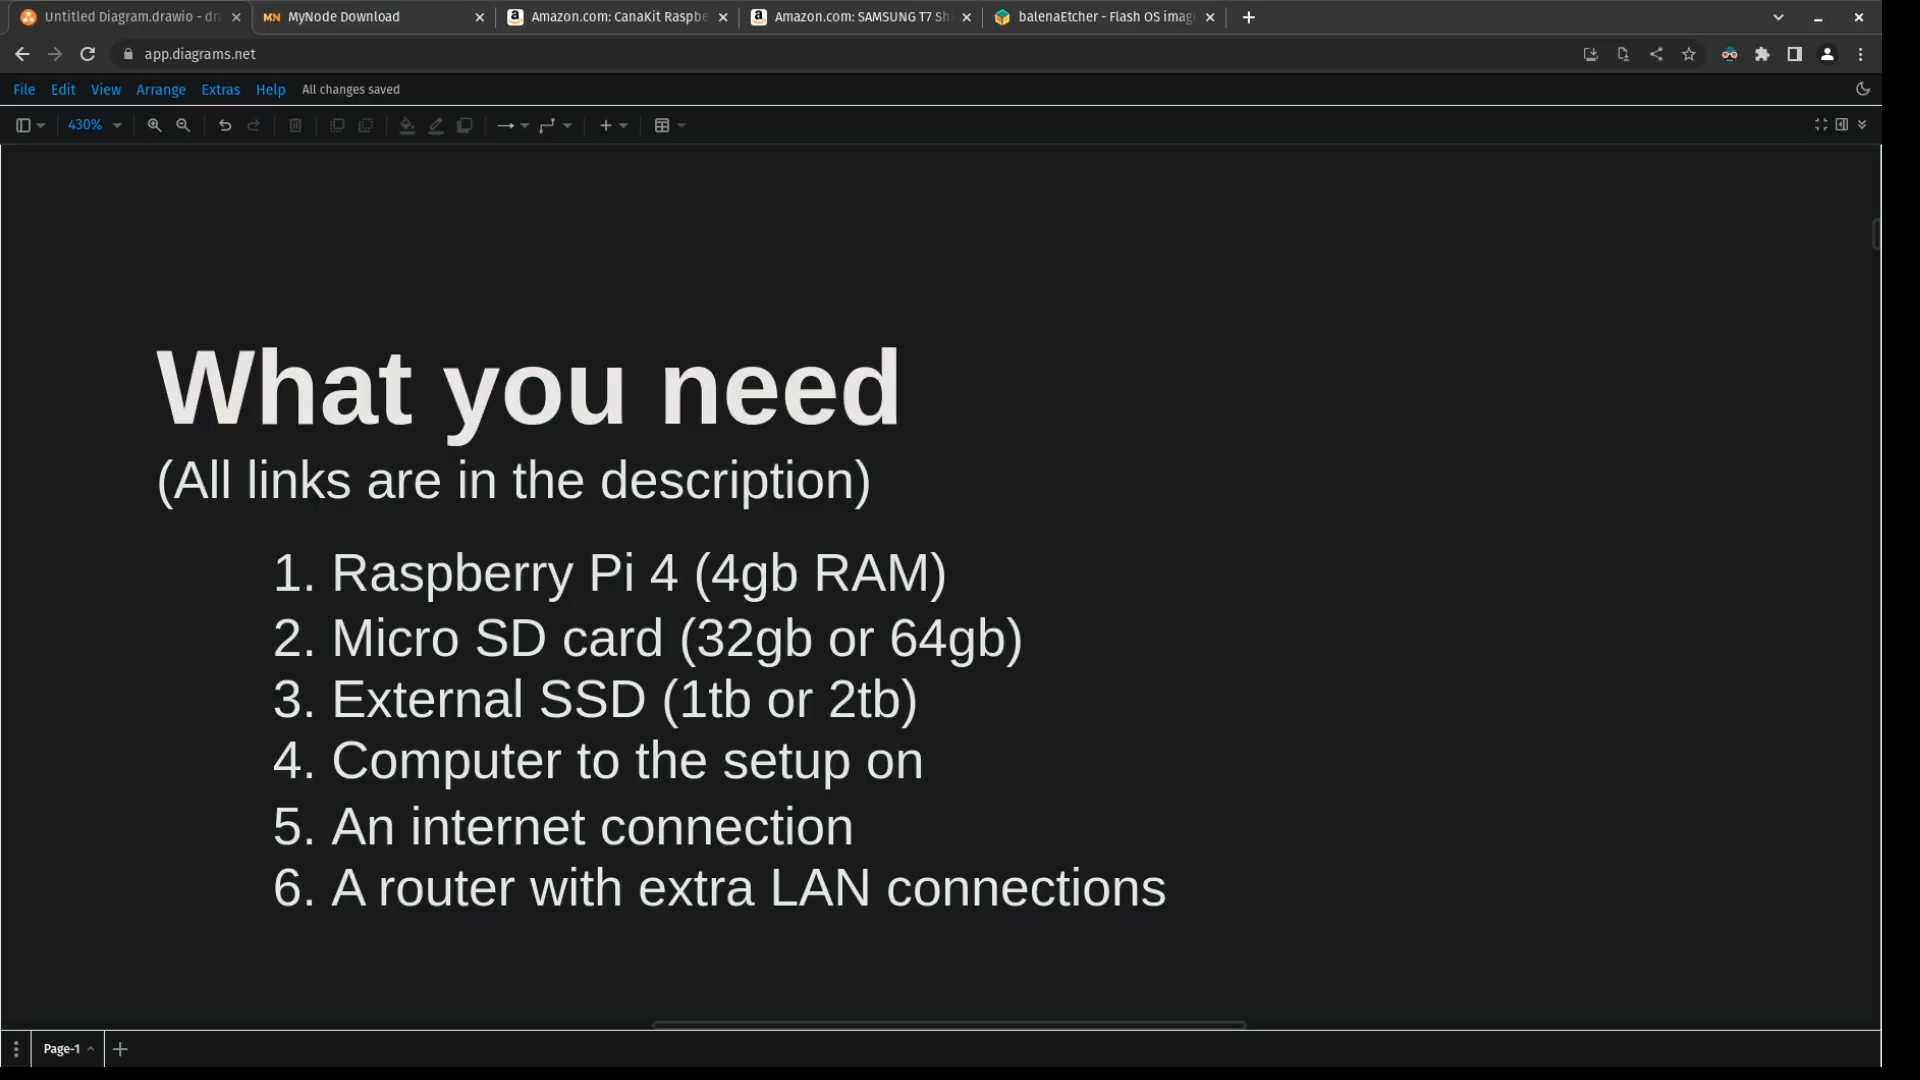 Untitled Diagram.drawio - dr
MyNode Download
Amazon.com: CanaKit Raspbe
Amazon.com: SAMSUNG T7 Sh
balenaEtcher - Flash OS imag
app.diagrams.net
File Edit View Arrange Extras Help All changes saved
430%
What you need
(All links are in the description)
1. Raspberry Pi 4 (4gb RAM)
2. Micro SD card (32gb or 64gb)
3. External SSD (1tb or 2tb)
4. Computer to the setup on
5. An internet connection
6. A router with extra LAN connections
Page-1